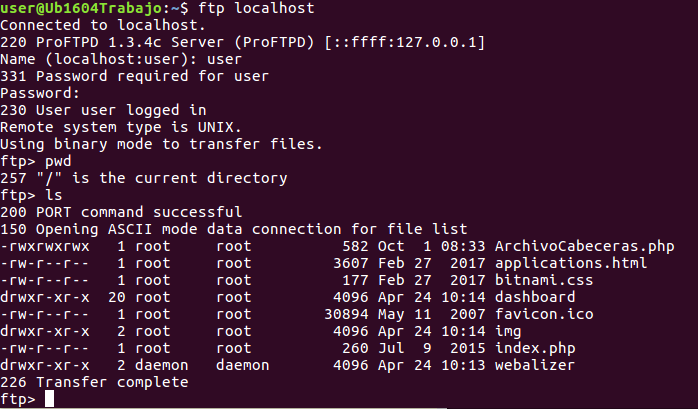 user@Ub1604Trabajo:~$ ftp localhost
Connected to localhost.
220 ProFTPD 1.3.4c Server (ProFTPD) [::ffff:127.0.0.1]
Name (localhost:user): user
331 Password required for user
Password:
230 User user logged in
Remote system type is UNIX.
Using binary mode to transfer files.
ftp> pwd
257 "/" is the current directory
ftp> ls
200 PORT command successful
150 Opening ASCII mode data connection for file list
-rwxrwxrwx   1 root     root          582 Oct  1 08:33 ArchivoCabeceras.php
-rw-r--r--   1 root     root         3607 Feb 27  2017 applications.html
-rw-r--r--   1 root     root          177 Feb 27  2017 bitnami.css
drwxr-xr-x  20 root     root         4096 Apr 24 10:14 dashboard
-rw-r--r--   1 root     root        30894 May 11  2007 favicon.ico
drwxr-xr-x   2 root     root         4096 Apr 24 10:14 img
-rw-r--r--   1 root     root          260 Jul  9  2015 index.php
drwxr-xr-x   2 daemon   daemon       4096 Apr 24 10:13 webalizer
226 Transfer complete
ftp>